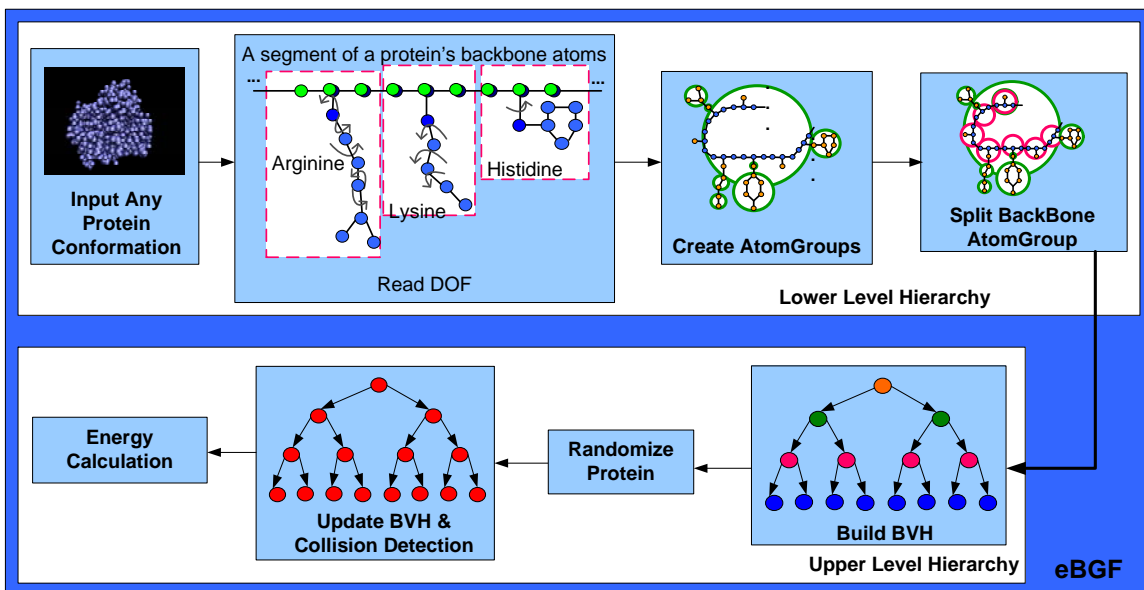 Input Any
Protein
Conformation
A segment of a protein's backbone atoms
...
...
Arginine
Lysine
Histidine
Read DOF
Create AtomGroups
Split BackBone
AtomGroup
Lower Level Hierarchy
Energy
Calculation
Update BVH &
Collision Detection
Randomize
Protein
Build BVH
Upper Level Hierarchy
eBGF